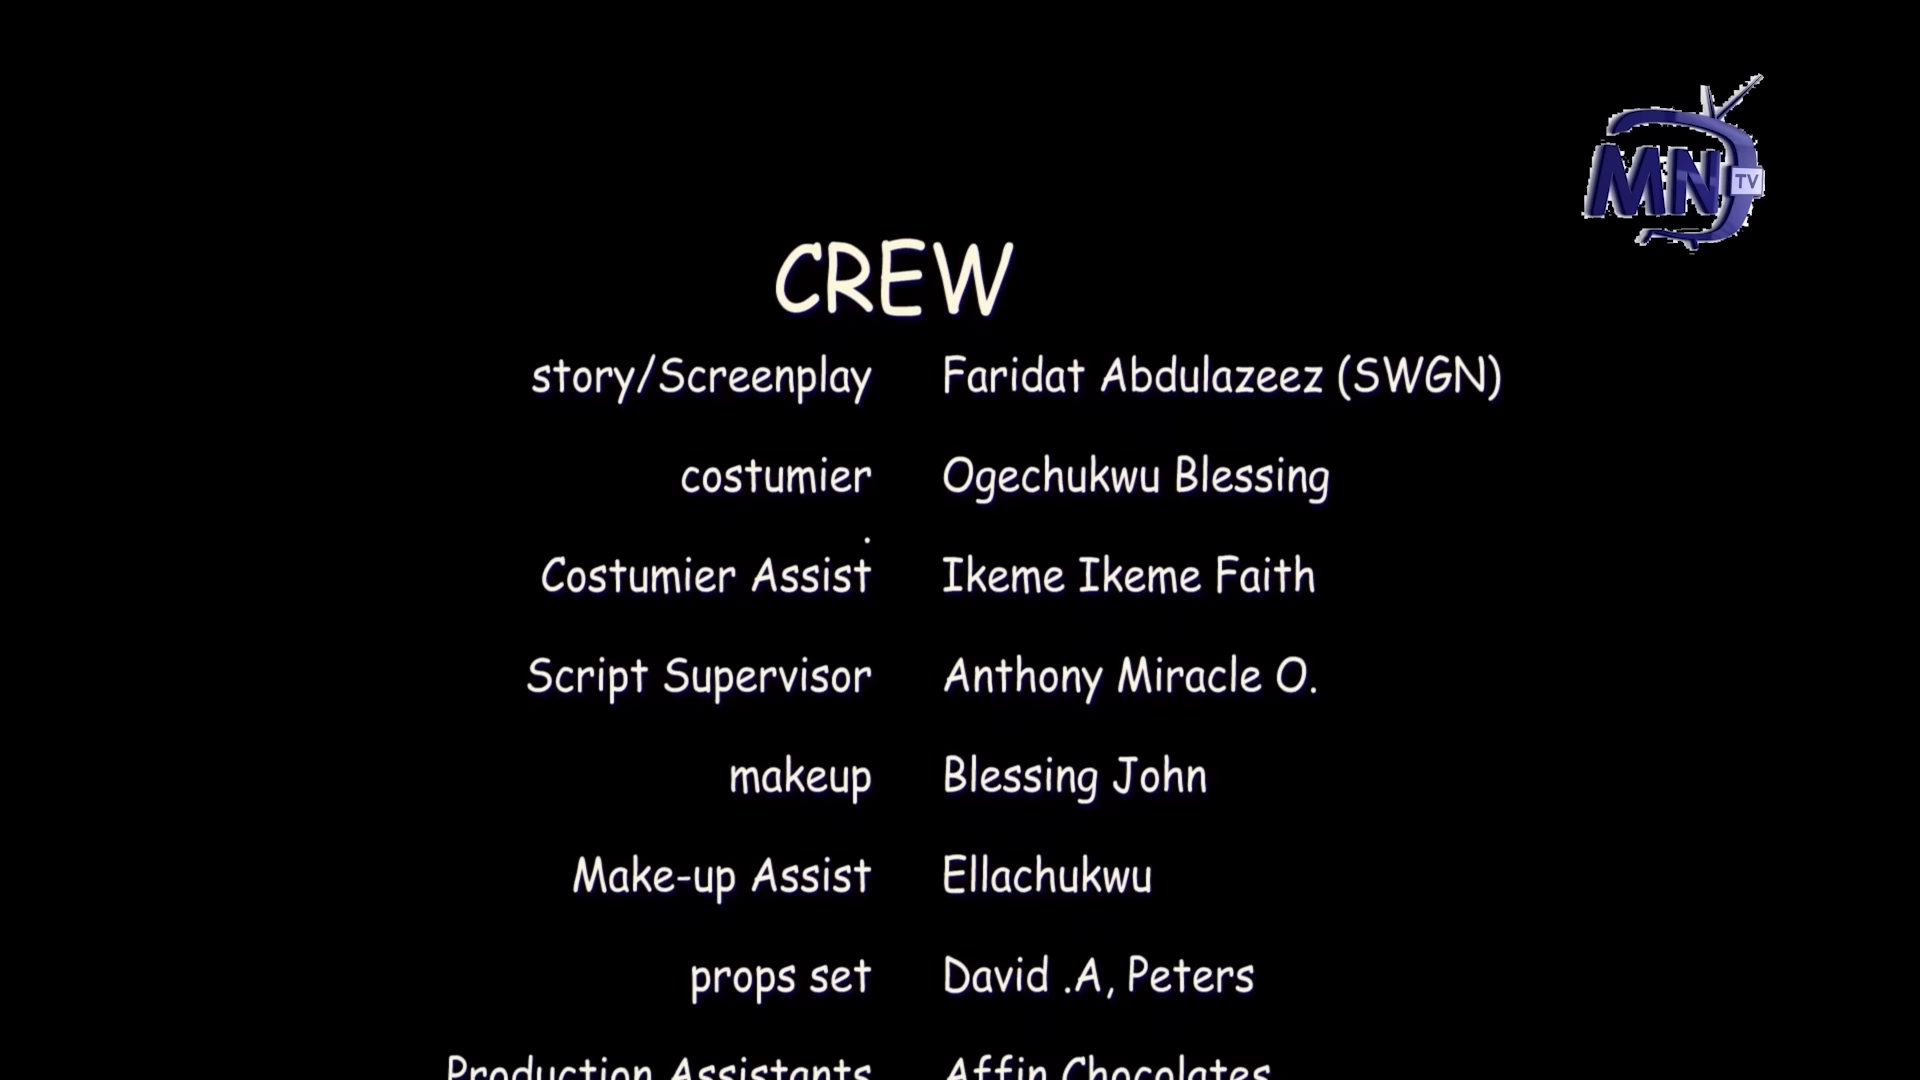 MN TV
CREW
story/Screenplay Faridat Abdulazeez (SWGN)
costumier Ogechukwu Blessing
.
Costumier Assist Ikeme Ikeme Faith
Script Supervisor Anthony Miracle O.
makeup Blessing John
Make-up Assist Ellachukwu
props set David .A, Peters
Production Assistants Affin Chocolates